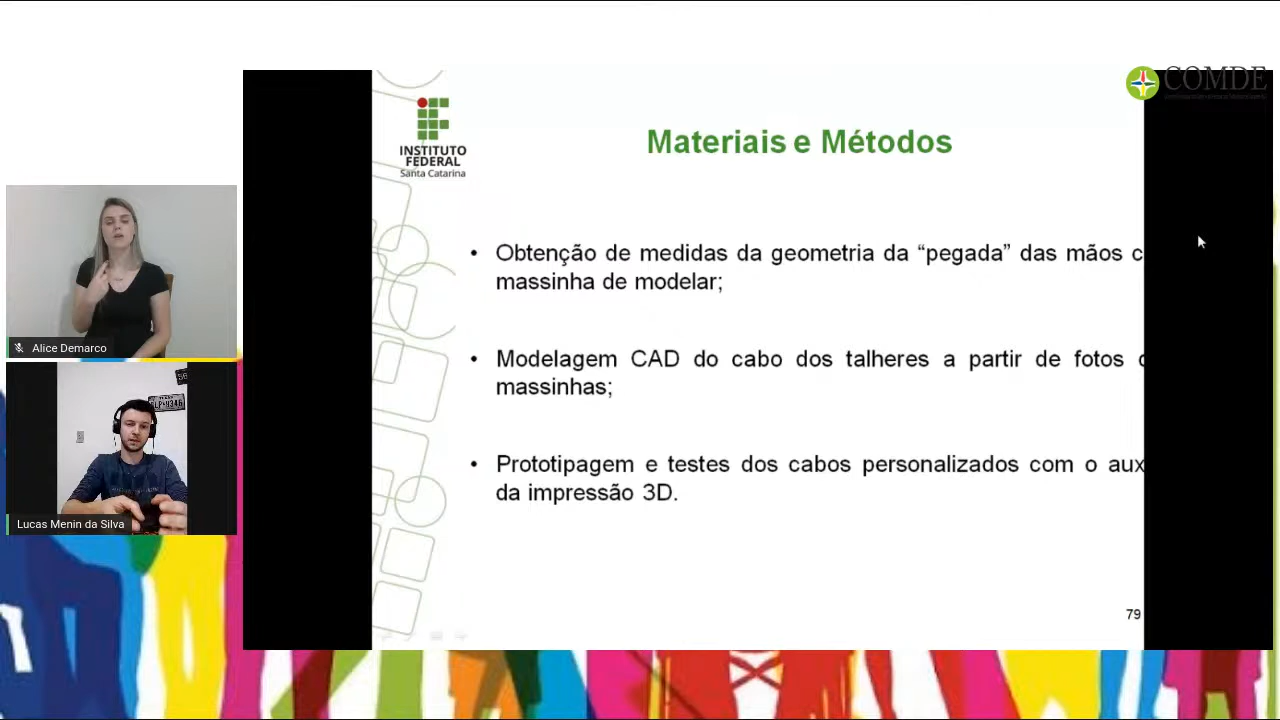 COMDE
INSTITUTO
FEDERAL
Santa Catarina
Materiais e Métodos
• Obtenção de medidas da geometria da “pegada” das mãos c
massinha de modelar;
• Modelagem CAD do cabo dos talheres a partir de fotos
massinhas;
• Prototipagem e testes dos cabos personalizados com o aux
da impressão 3D.
79
Alice Demarco
Lucas Menin da Silva